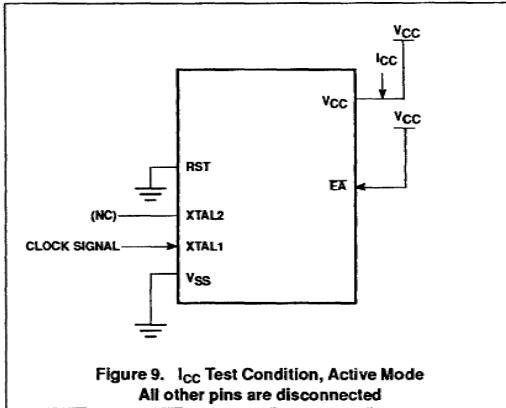 VCC
ICC
VCC
VCC
RST
EA
(NC)
XTAL2
CLOCK SIGNAL
XTAL1
VSS
Figure 9. ICC Test Condition, Active Mode
All other pins are disconnected